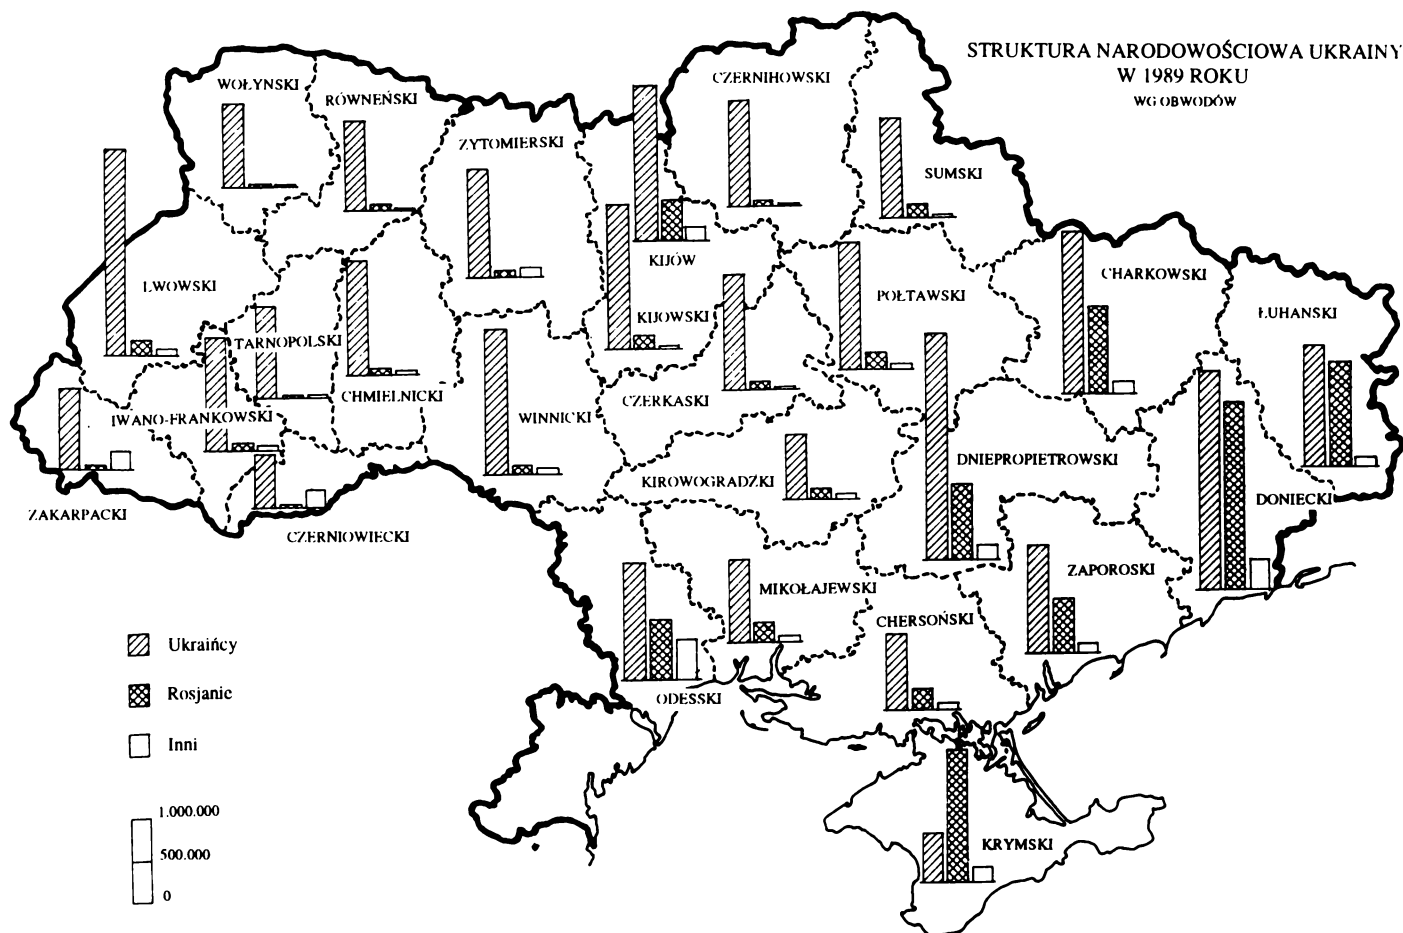 STRUKTURA NARODOWOŚCIOWA UKRAINY
W 1989 ROKU
WG OBWODÓW
WOŁYŃSKI
RÓWNEŃSKI
ŻYTOMIERSKI
CZERNIHOWSKI
SUMSKI
KIJÓW
KIJOWSKI
LWOWSKI
TARNOPOLSKI
CHMIELNICKI
IWANO-FRANKOWSKI
ZAKARPACKI
CZERNIOWIECKI
WINNICKI
CZERKASKI
POŁTAWSKI
CHARKOWSKI
ŁUHANSKI
KIROWOGRADZKI
DNIEPROPIETROWSKI
DONIECKI
ZAPOROSKI
MIKOŁAJEWSKI
CHERSOŃSKI
ODESSKI
KRYMSKI
Ukraińcy
Rosjanie
Inni
1.000.000
500.000
0